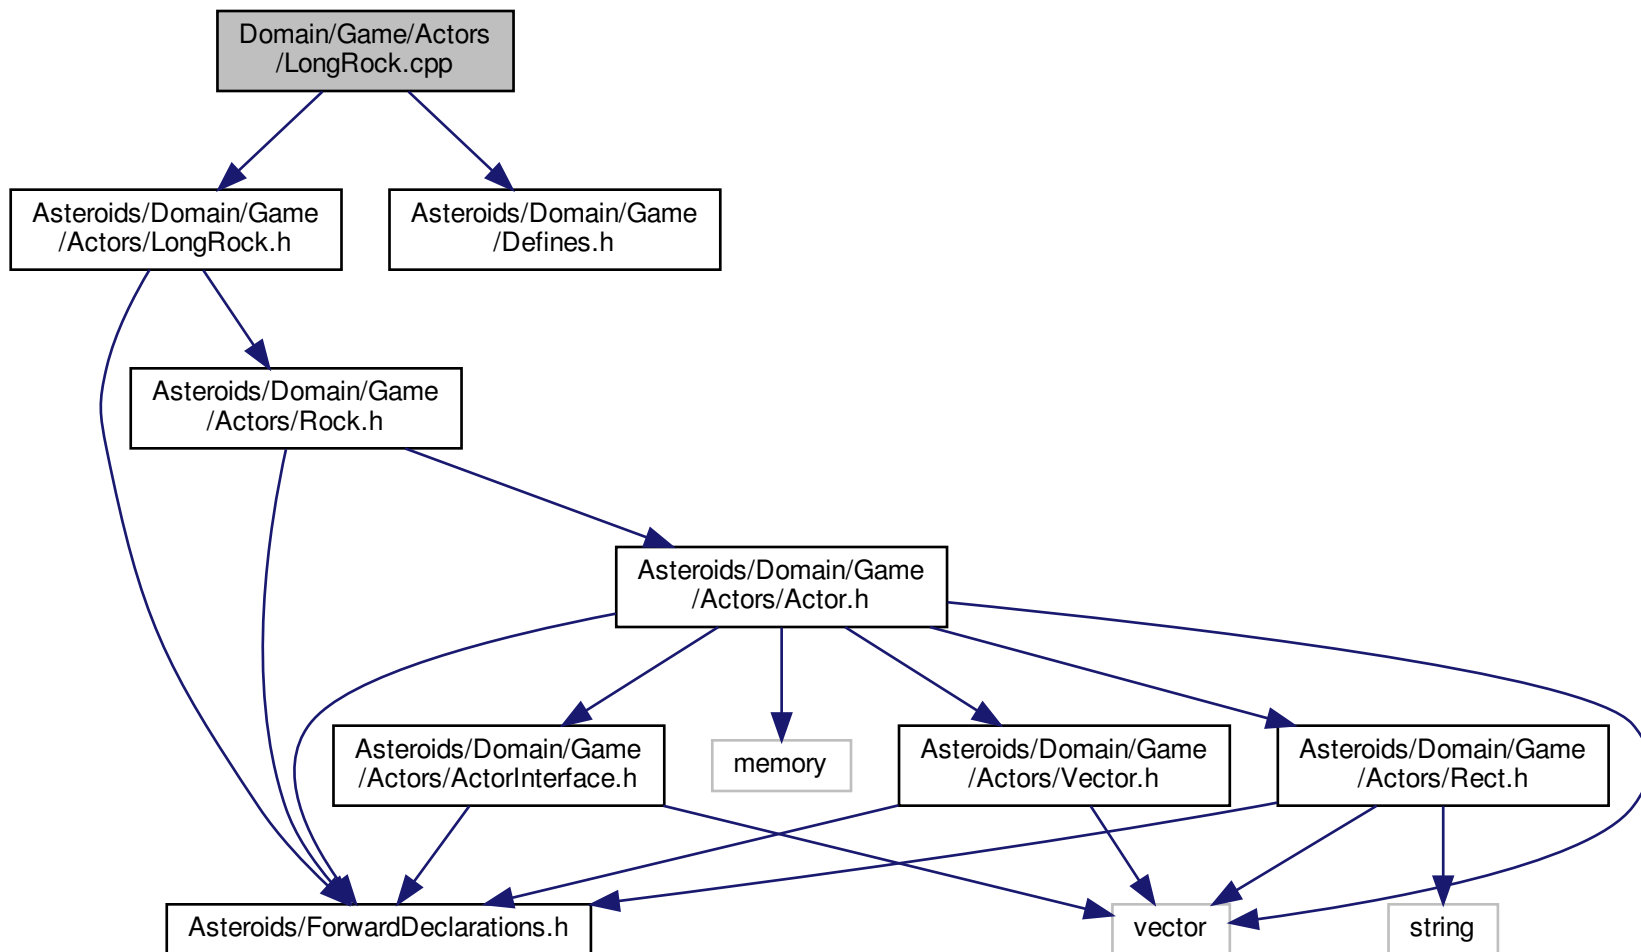 Domain/Game/Actors
/LongRock.cpp
Asteroids/Domain/Game
/Actors/LongRock.h
Asteroids/Domain/Game
/Defines.h
Asteroids/Domain/Game
/Actors/Rock.h
Asteroids/Domain/Game
/Actors/Actor.h
Asteroids/Domain/Game
/Actors/ActorInterface.h
memory
Asteroids/Domain/Game
/Actors/Vector.h
Asteroids/Domain/Game
/Actors/Rect.h
Asteroids/ForwardDeclarations.h
vector
string